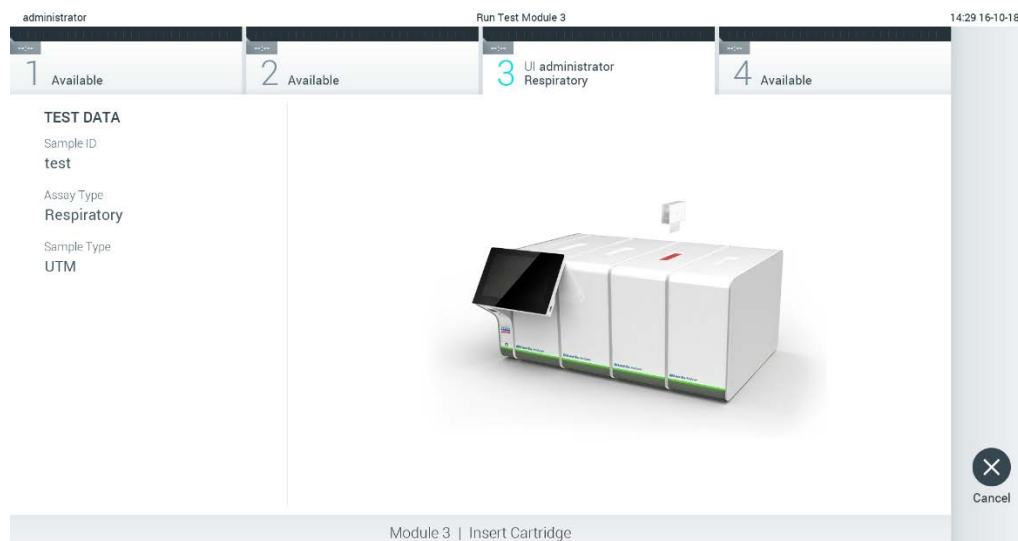 administrator
Run Test Module 3
14:29 16-10-18
--:--
1 Available
--:--
2 Available
--:--
3 UI administrator
Respiratory
--:--
4 Available
TEST DATA
Sample ID
test
Assay Type
Respiratory
Sample Type
UTM
Cancel
Module 3 | Insert Cartridge